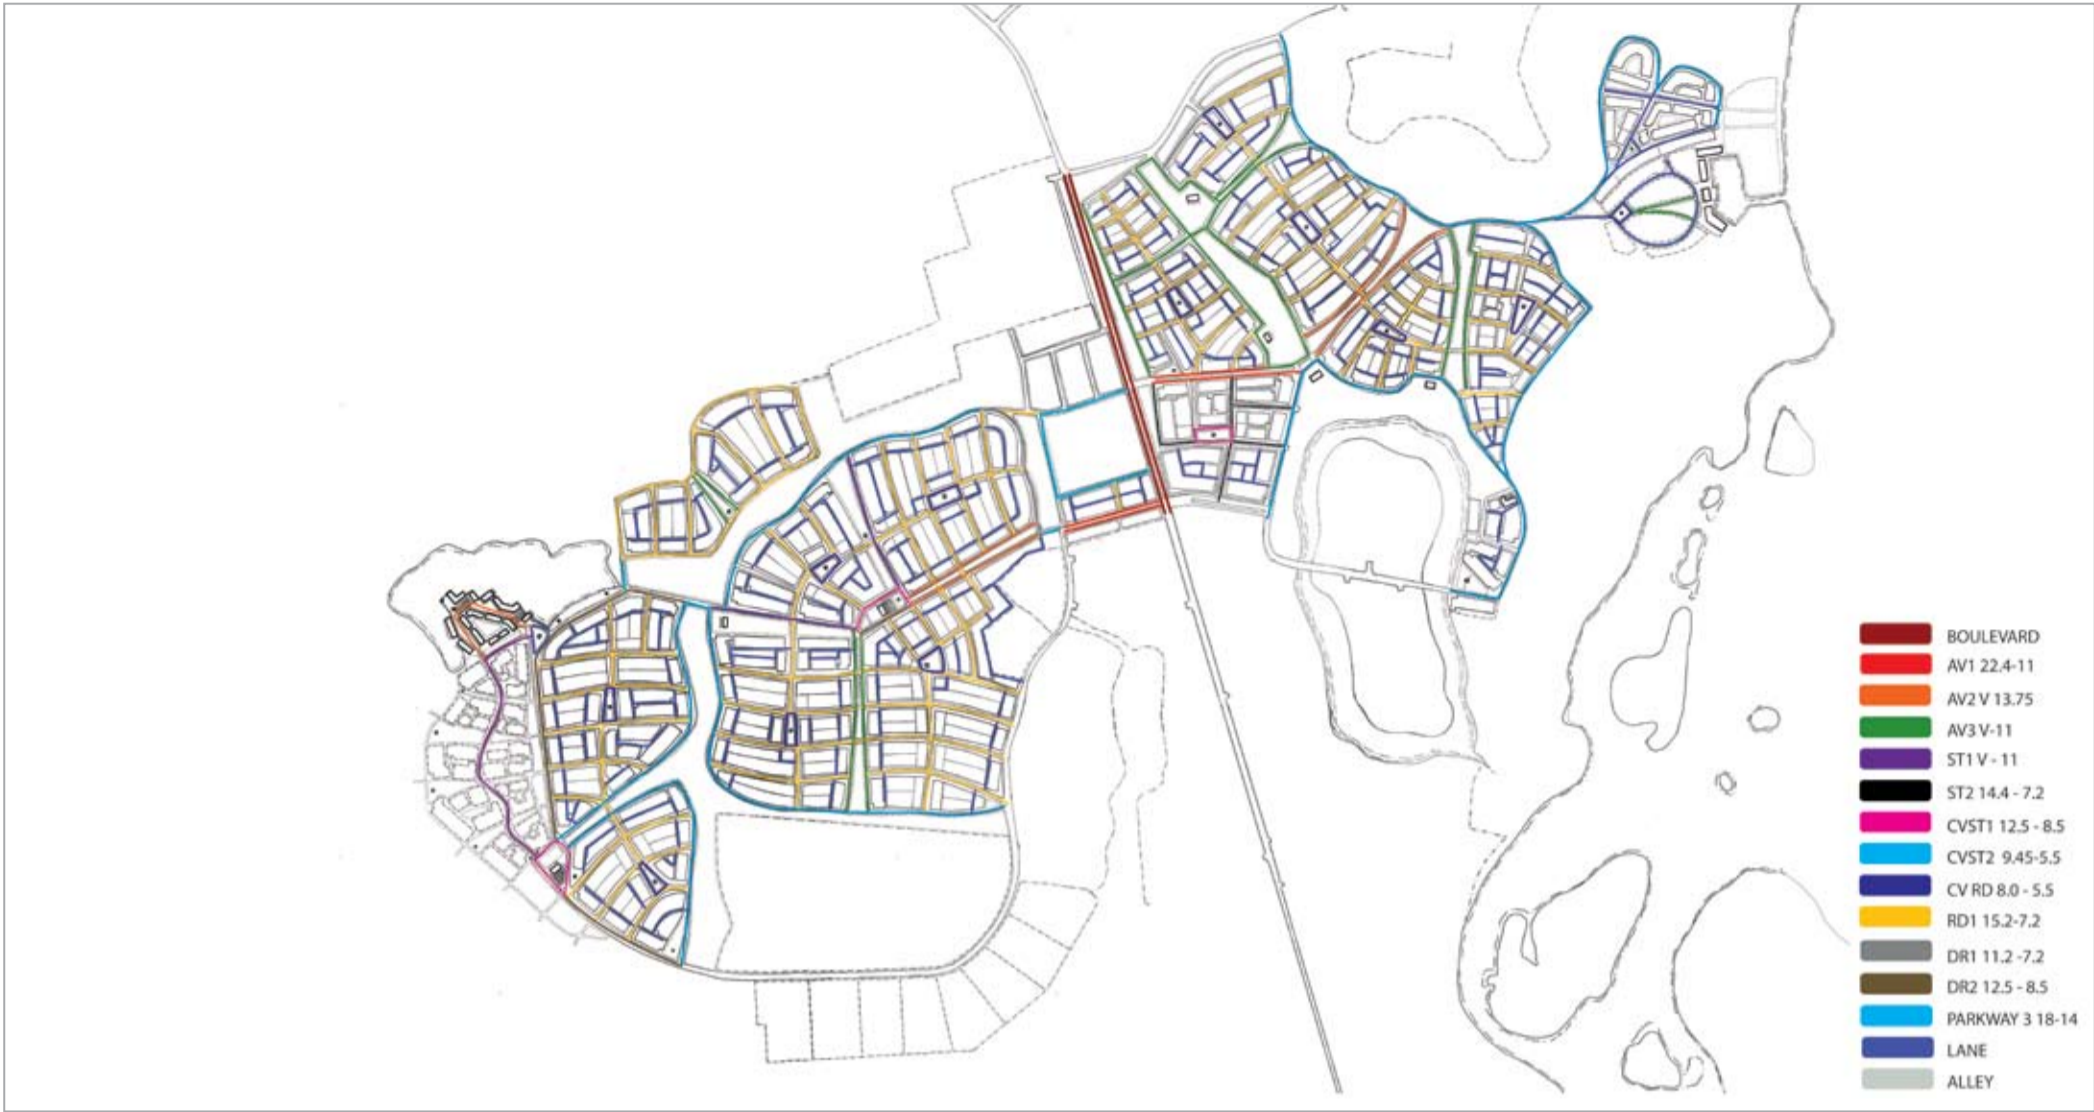 BOULEVARD
AV1 22.4-11
AV2 V 13.75
AV3 V-11
ST1 V - 11
ST2 14.4 - 7.2
CVST1 12.5 - 8.5
CVST2 9.45-5.5
CV RD 8.0 - 5.5
RD1 15.2-7.2
DR1 11.2 -7.2
DR2 12.5 - 8.5
PARKWAY 3 18-14
LANE
ALLEY